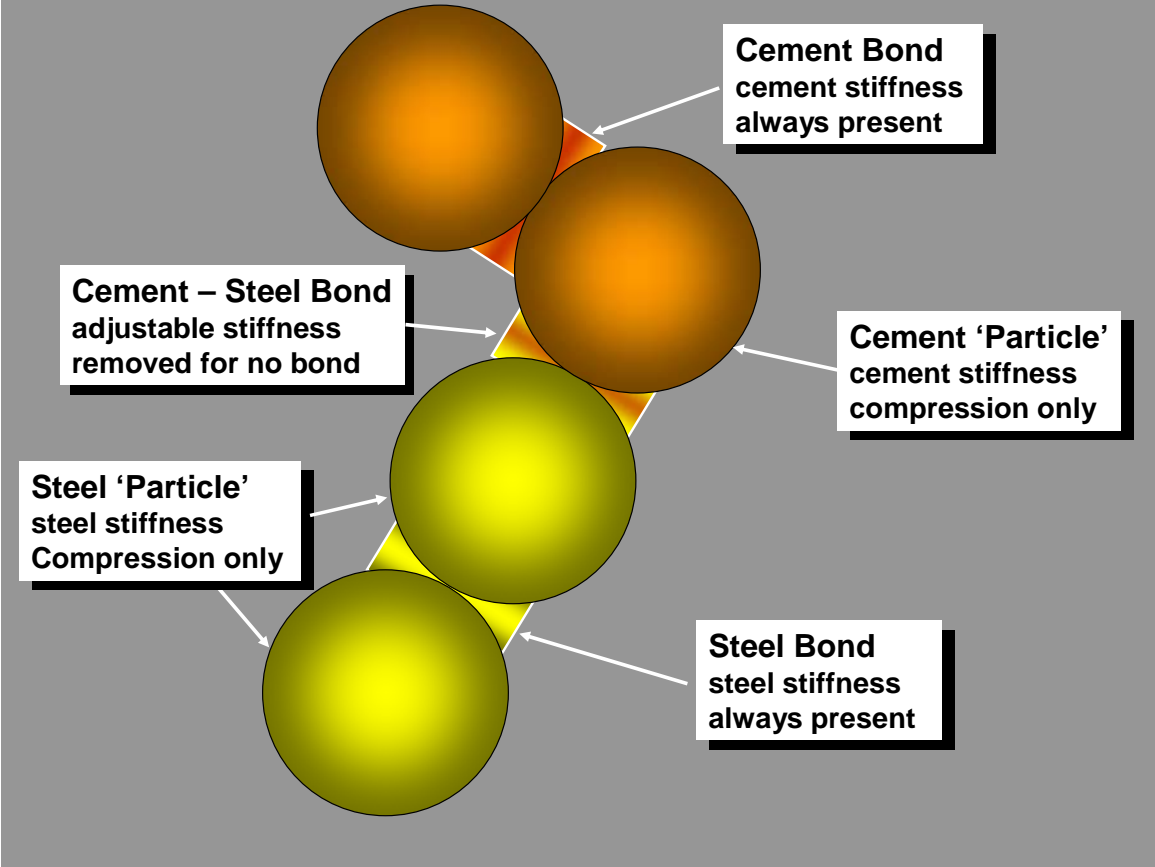 Cement Bond
cement stiffness
always present
Cement – Steel Bond
adjustable stiffness
removed for no bond
Cement ‘Particle’
cement stiffness
compression only
Steel ‘Particle’
steel stiffness
Compression only
Steel Bond
steel stiffness
always present